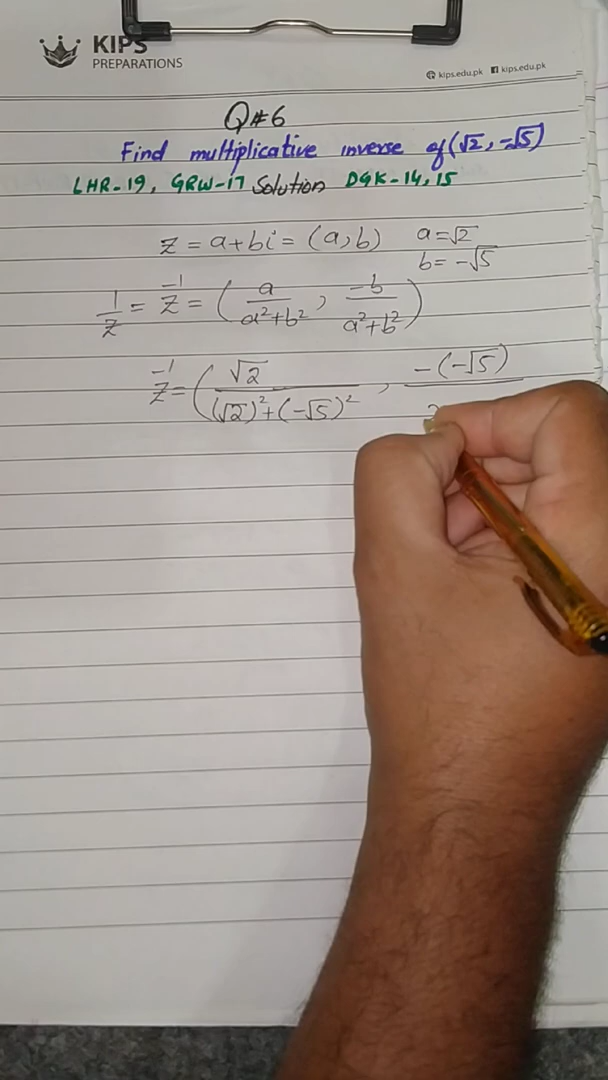 KIPS
PREPARATIONS
kips.edu.pk kips.edu.pk
Q#6
Find multiplicative inverse of (√2, -√5)
LHR-19, GRW-17 Solution DGK-14,15
z = a+bi = (a,b) a=√2
b= -√5
1/z = z⁻¹ = (a/(a²+b²), -b/(a²+b²))
z⁻¹ = (√2/((√2)²+(-√5)²), -(-√5)/